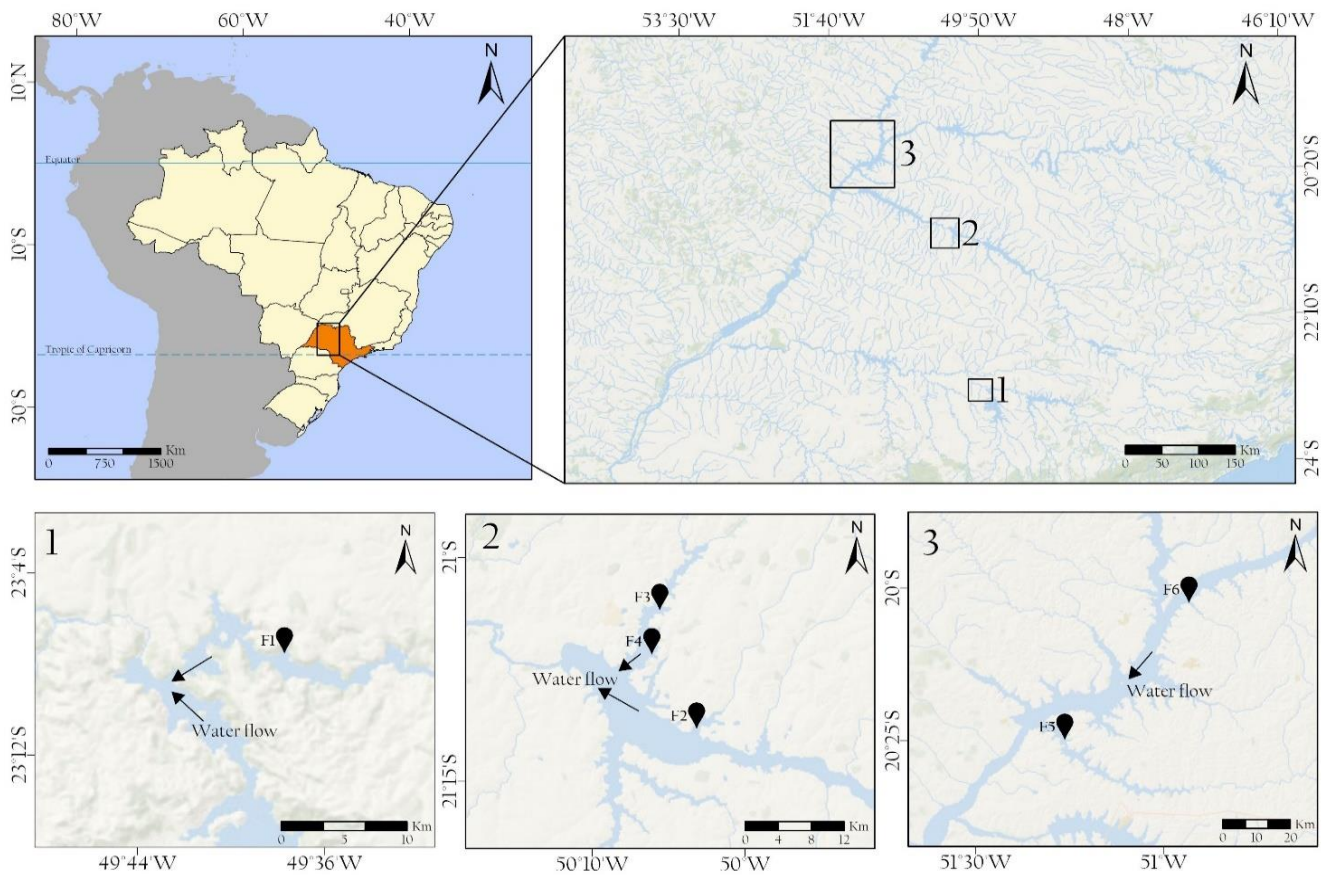 80°W 60°W 40°W
53°30'W 51°40'W 49°50'W 48°W 46°10'W
10°N
10°S
30°S
N
Equator
Tropic of Capricorn
Km
0 750 1500
N
3
2
1
20°20'S
22°10'S
24°S
Km
0 50 100 150
1
N
23°4'S
23°12'S
F1
Water flow
Km
0 5 10
49°44'W 49°36'W
2
N
21°S
21°15'S
F3
F4
Water flow
F2
Km
0 4 8 12
50°10'W 50°W
3
N
20°S
20°25'S
F6
Water flow
F5
Km
0 10 20
51°30'W 51°W